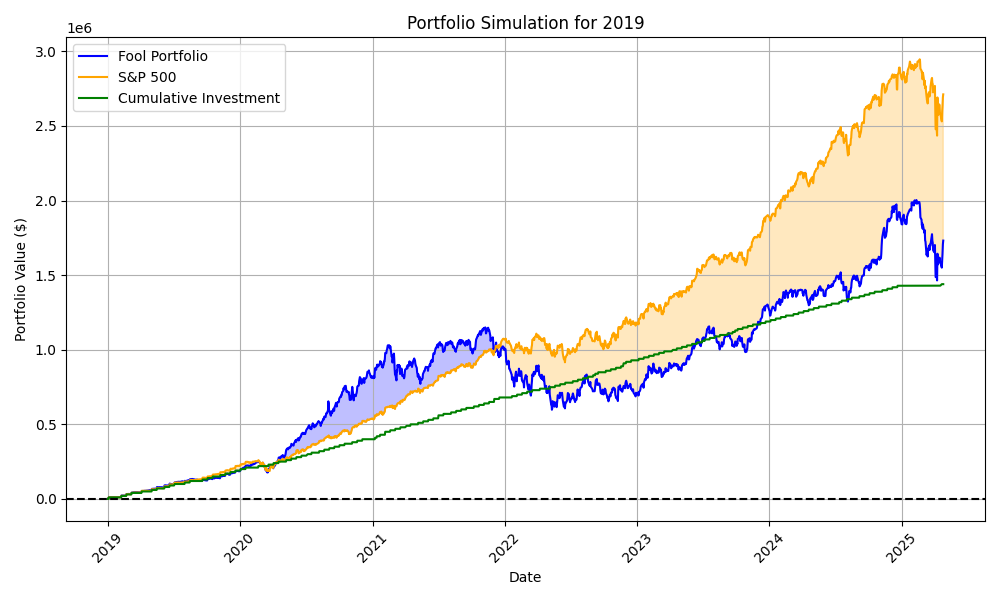 Portfolio Simulation for 2019
1e6
Fool Portfolio
S&P 500
Cumulative Investment
3.0
2.5
2.0
1.5
1.0
0.5
0.0
Portfolio Value ($)
2019
2020
2021
2022
2023
2024
2025
Date